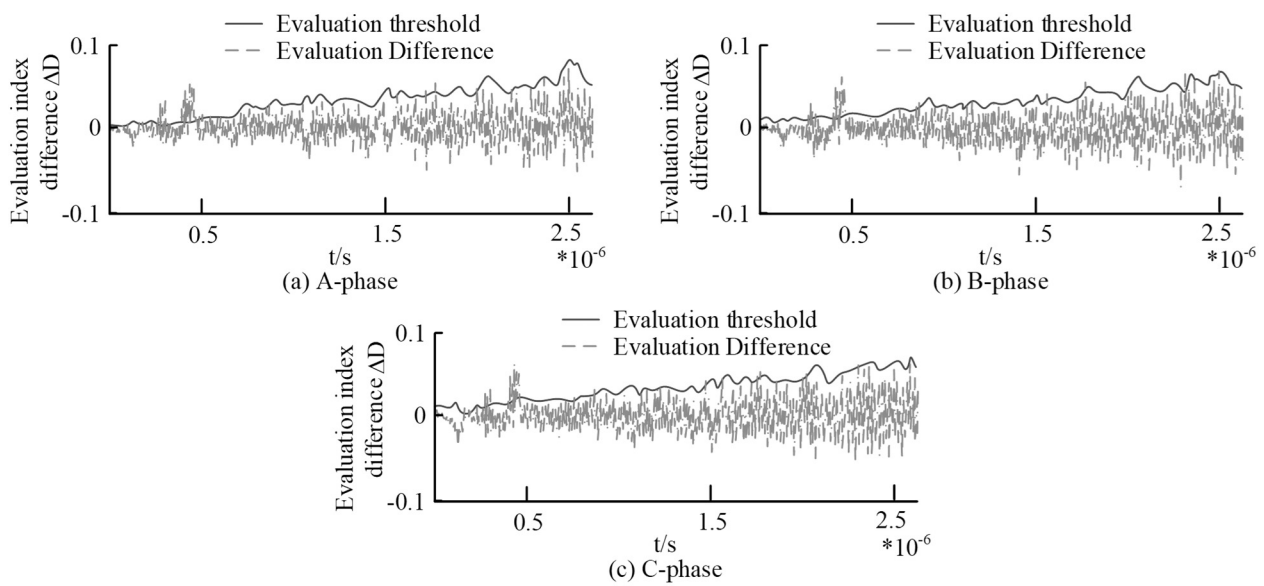 Evaluation threshold
Evaluation Difference
Evaluation index
difference ΔD
0.1
0
-0.1
0.5
1.5
2.5
t/s
*10-6
(a) A-phase
Evaluation threshold
Evaluation Difference
Evaluation index
difference ΔD
0.1
0
-0.1
0.5
1.5
2.5
t/s
*10-6
(b) B-phase
Evaluation threshold
Evaluation Difference
Evaluation index
difference ΔD
0.1
0
-0.1
0.5
1.5
2.5
t/s
*10-6
(c) C-phase